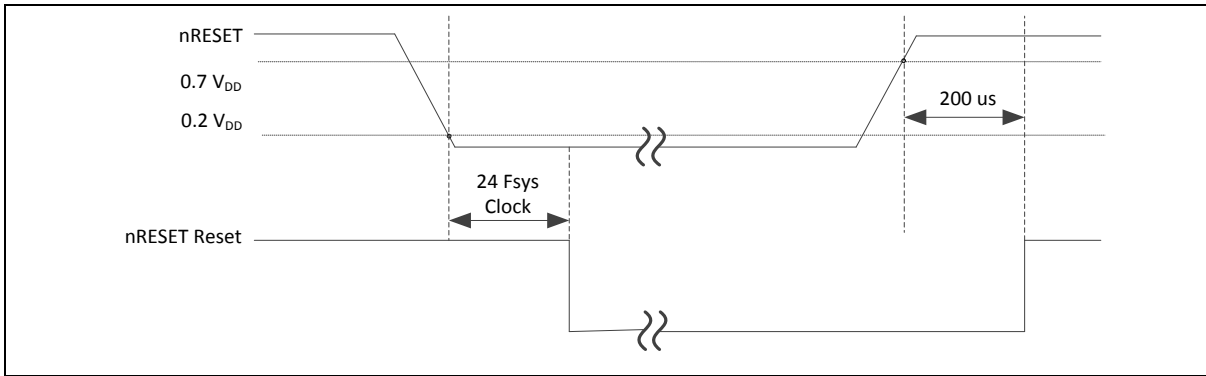 nRESET
0.7 VDD
0.2 VDD
200 us
24 Fsys
Clock
nRESET Reset